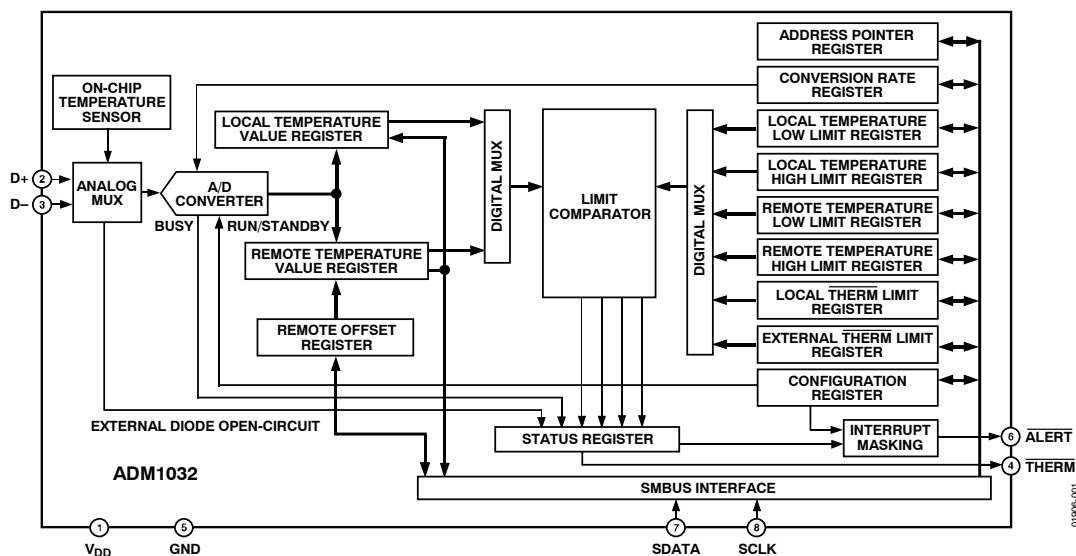 ADDRESS POINTER
REGISTER
ON-CHIP
TEMPERATURE
SENSOR
CONVERSION RATE
REGISTER
LOCAL TEMPERATURE
VALUE REGISTER
LOCAL TEMPERATURE
LOW LIMIT REGISTER
D+
2
D–
3
ANALOG
MUX
A/D
CONVERTER
BUSY
RUN/STANDBY
DIGITAL MUX
LIMIT
COMPARATOR
DIGITAL MUX
LOCAL TEMPERATURE
HIGH LIMIT REGISTER
REMOTE TEMPERATURE
LOW LIMIT REGISTER
REMOTE TEMPERATURE
VALUE REGISTER
REMOTE TEMPERATURE
HIGH LIMIT REGISTER
REMOTE OFFSET
REGISTER
LOCAL THERM LIMIT
REGISTER
EXTERNAL THERM LIMIT
REGISTER
CONFIGURATION
REGISTER
EXTERNAL DIODE OPEN-CIRCUIT
STATUS REGISTER
INTERRUPT
MASKING
6
ALERT
4
THERM
ADM1032
SMBUS INTERFACE
1
VDD
5
GND
7
SDATA
8
SCLK
01906-001